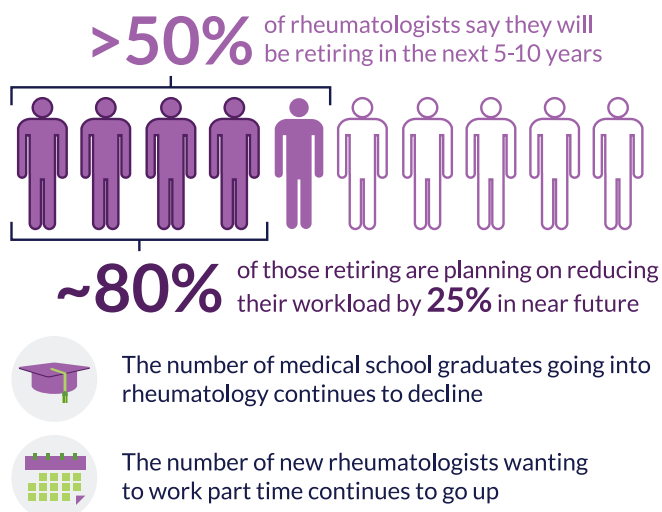 >50% of rheumatologists say they will
be retiring in the next 5-10 years
~80% of those retiring are planning on reducing
their workload by 25% in near future
The number of medical school graduates going into
rheumatology continues to decline
The number of new rheumatologists wanting
to work part time continues to go up